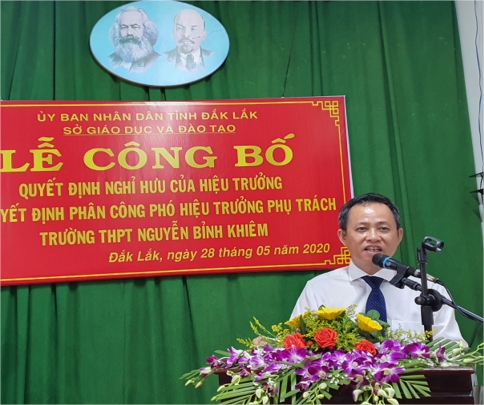 ỦY BAN NHÂN DÂN TỈNH ĐẮK LẮK
SỞ GIÁO DỤC VÀ ĐÀO TẠO
LỄ CÔNG BỐ
QUYẾT ĐỊNH NGHỈ HƯU CỦA HIỆU TRƯỞNG
YẾT ĐỊNH PHÂN CÔNG PHÓ HIỆU TRƯỞNG PHỤ TRÁCH
TRƯỜNG THPT NGUYỄN BỈNH KHIÊM
Đắk Lắk, ngày 28 tháng 05 năm 2020